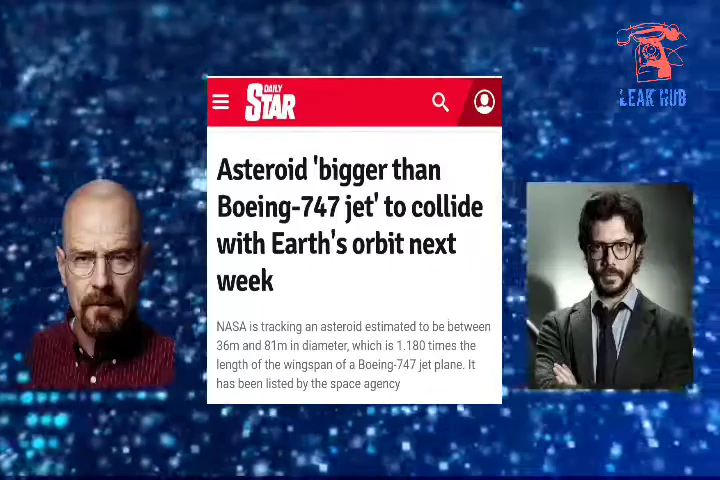 LEAK HUB
DAILY
STAR
Asteroid 'bigger than
Boeing-747 jet' to collide
with Earth's orbit next
week
NASA is tracking an asteroid estimated to be between
36m and 81m in diameter, which is 1.180 times the
length of the wingspan of a Boeing-747 jet plane. It
has been listed by the space agency